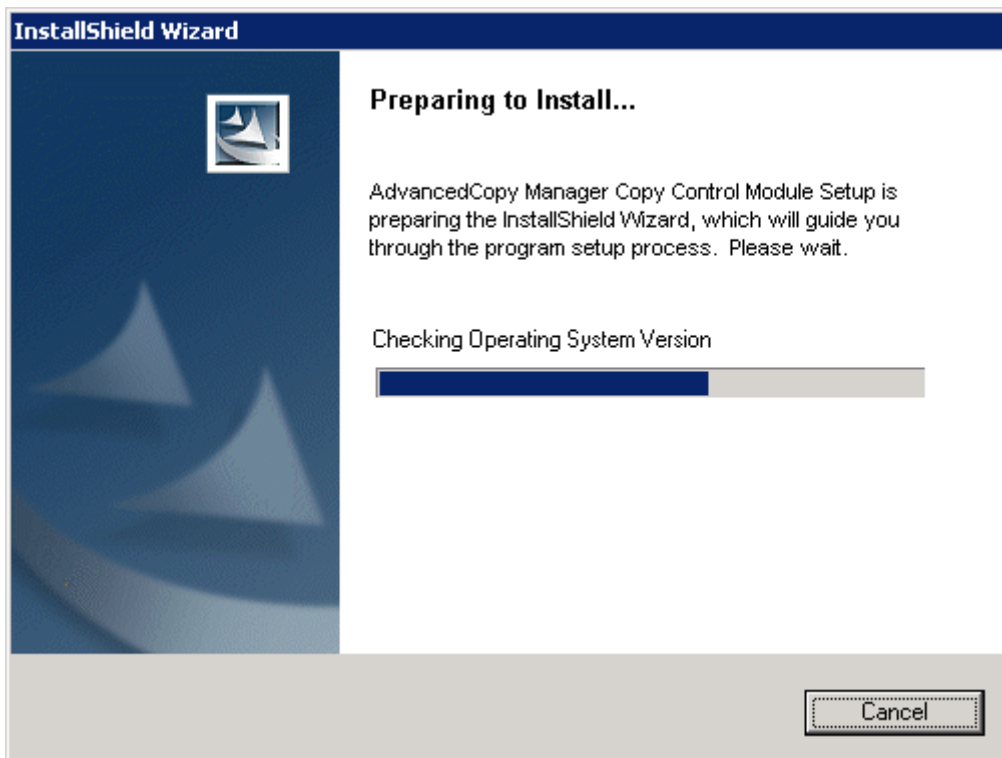 InstallShield Wizard
Preparing to Install...
AdvancedCopy Manager Copy Control Module Setup is
preparing the InstallShield Wizard, which will guide you
through the program setup process.  Please wait.
Checking Operating System Version
Cancel